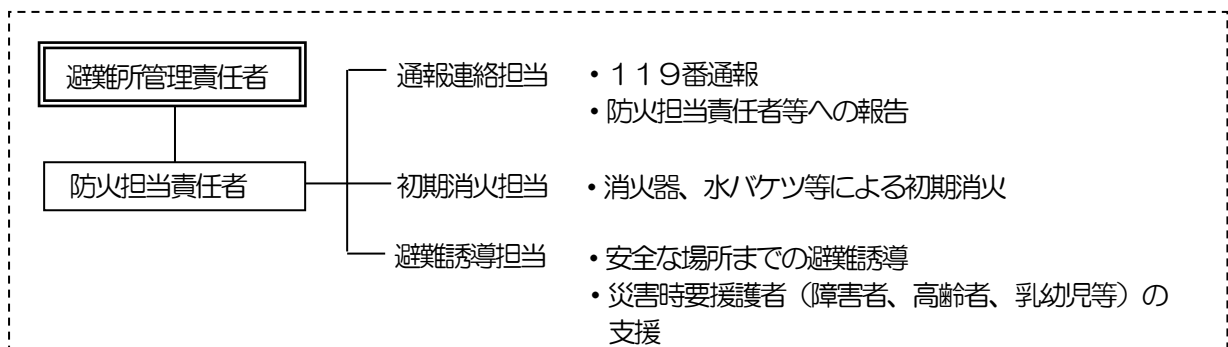 避難所管理責任者
防火担当責任者
通報連絡担当 ・１１９番通報
・防火担当責任者等への報告
初期消火担当 ・消火器、水バケツ等による初期消火
避難誘導担当 ・安全な場所までの避難誘導
・災害時要援護者（障害者、高齢者、乳幼児等）の
支援